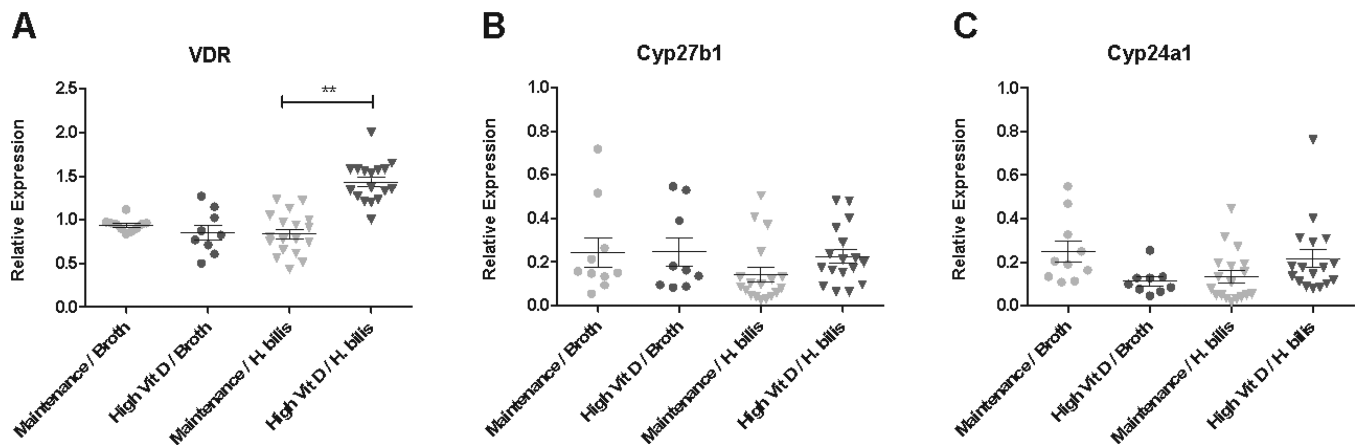 A
VDR
Relative Expression
2.5
2.0
1.5
1.0
0.5
0.0
**
Maintenance / Broth
High Vit D / Broth
Maintenance / H. bilis
High Vit D / H. bilis
B
Cyp27b1
Relative Expression
1.0
0.8
0.6
0.4
0.2
0.0
Maintenance / Broth
High Vit D / Broth
Maintenance / H. bilis
High Vit D / H. bilis
C
Cyp24a1
Relative Expression
1.0
0.8
0.6
0.4
0.2
0.0
Maintenance / Broth
High Vit D / Broth
Maintenance / H. bilis
High Vit D / H. bilis